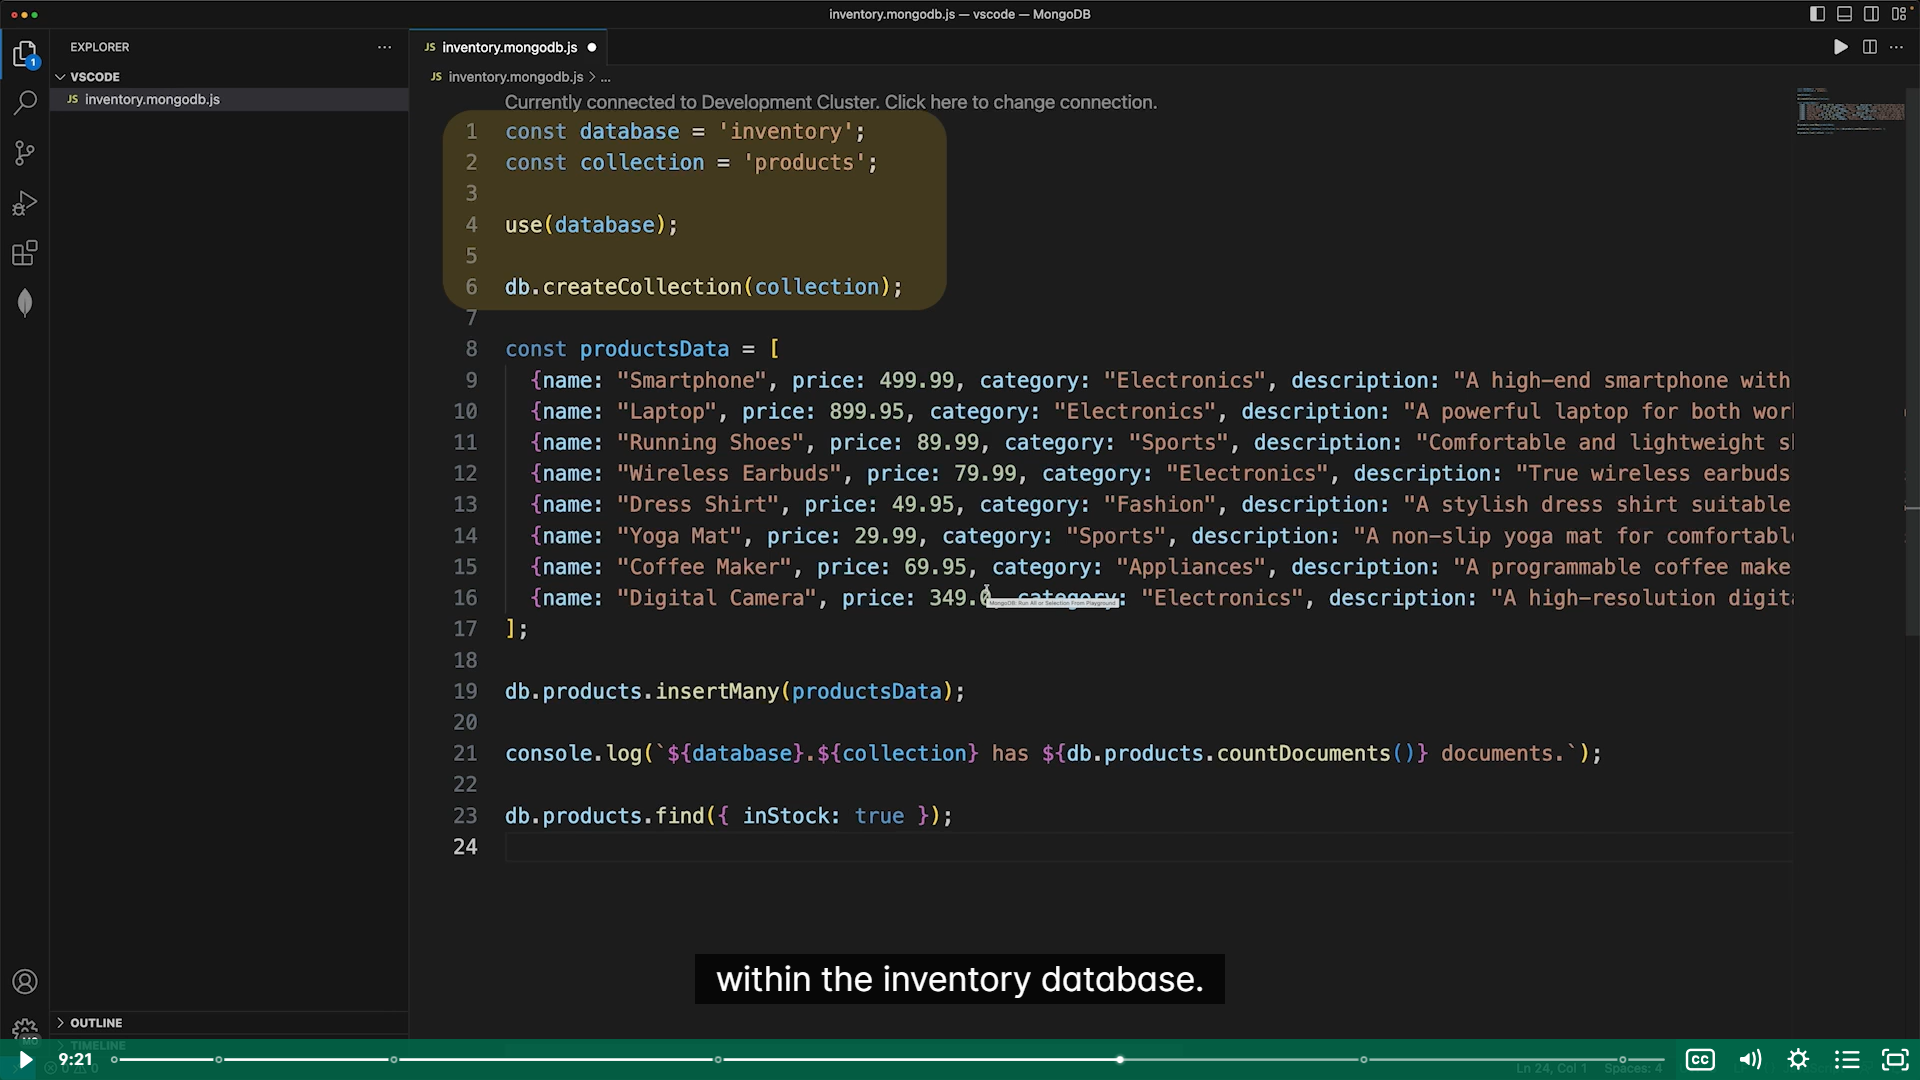 inventory.mongodb.js — vscode — MongoDB
EXPLORER
VSCODE
JS inventory.mongodb.js
1
JS inventory.mongodb.js
JS inventory.mongodb.js > ...
Currently connected to Development Cluster. Click here to change connection.
1 const database = 'inventory';
2 const collection = 'products';
3
4 use(database);
5
6 db.createCollection(collection);
7
8 const productsData = [
9 {name: "Smartphone", price: 499.99, category: "Electronics", description: "A high-end smartphone with
10 {name: "Laptop", price: 899.95, category: "Electronics", description: "A powerful laptop for both
11 {name: "Running Shoes", price: 89.99, category: "Sports", description: "Comfortable and lightweight
12 {name: "Wireless Earbuds", price: 79.99, category: "Electronics", description: "True wireless earbuds
13 {name: "Dress Shirt", price: 49.95, category: "Fashion", description: "A stylish dress shirt suitable
14 {name: "Yoga Mat", price: 29.99, category: "Sports", description: "A non-slip yoga mat for comfortabl
15 {name: "Coffee Maker", price: 69.95, category: "Appliances", description: "A programmable coffee make
16 {name: "Digital Camera", price: 349.0 category: "Electronics", description: "A high-resolution digit
MongoDB: Run All or Selection From Playground
17 ];
18
19 db.products.insertMany(productsData);
20
21 console.log(`${database}.${collection} has ${db.products.countDocuments()} documents.`);
22
23 db.products.find({ inStock: true });
24
within the inventory database.
OUTLINE
TIMELINE
9:21
CC
Ln 24, Col 1 Spaces: 4